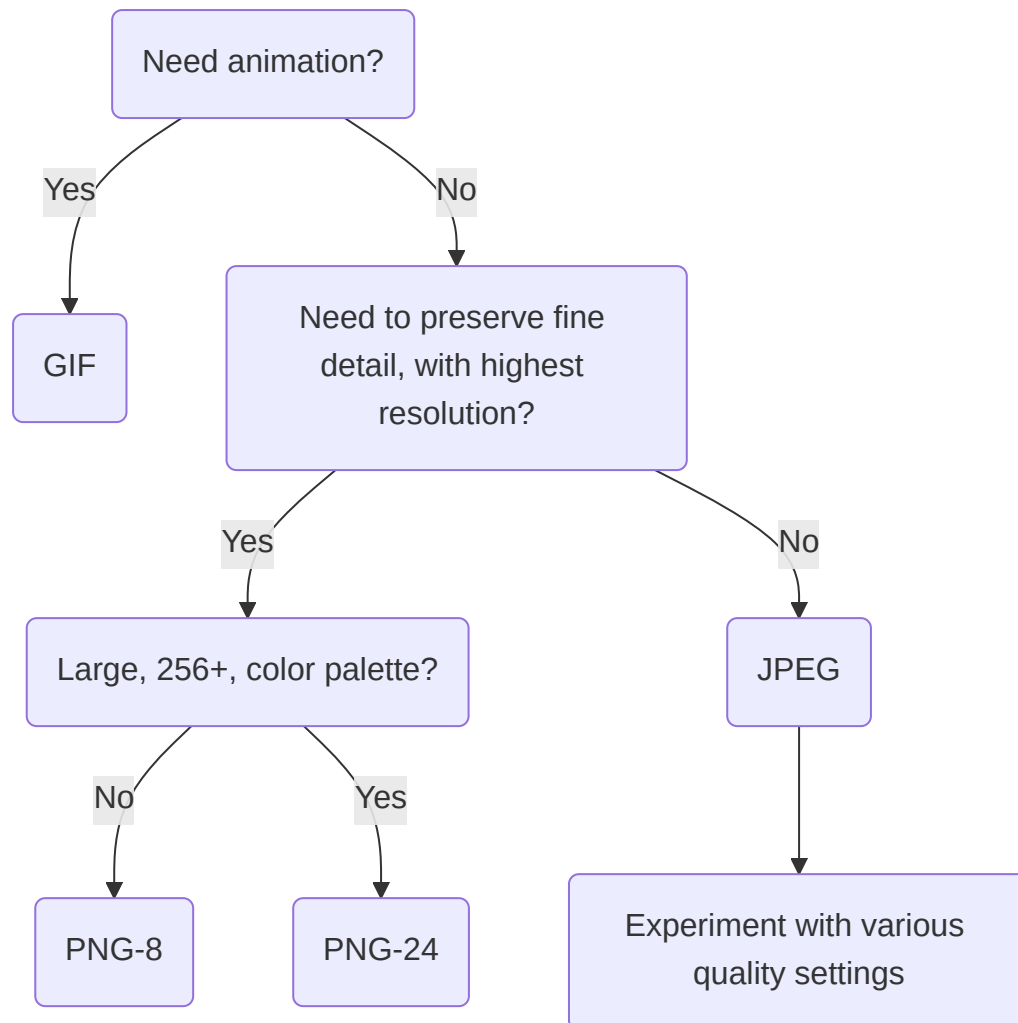 Need animation?
Yes
No
Need to preserve fine
detail, with highest
resolution?
GIF
Yes
No
Large, 256+, color palette?
JPEG
No
Yes
PNG-8
PNG-24
Experiment with various
quality settings